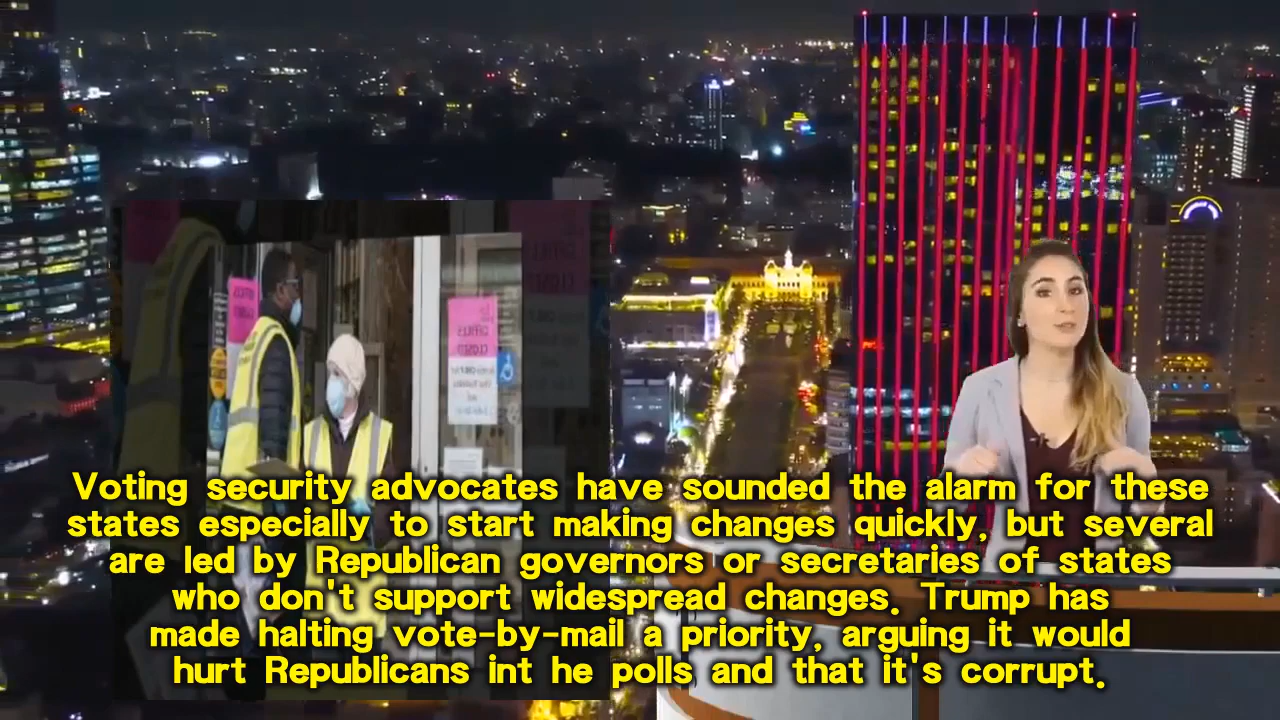 OFFICES
CLOSED
Voting security advocates have sounded the alarm for these
states especially to start making changes quickly, but several
are led by Republican governors or secretaries of states
who don't support widespread changes. Trump has
made halting vote-by-mail a priority, arguing it would
hurt Republicans int he polls and that it's corrupt.